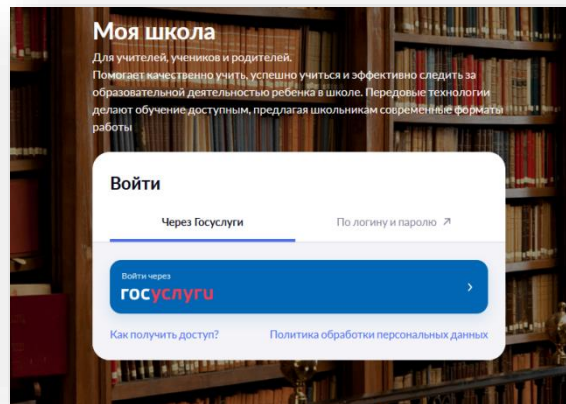 Моя школа
Для учителей, учеников и родителей.
Помогает качественно учить, успешно учиться и эффективно следить за
образовательной деятельностью ребенка в школе. Передовые технологии
делают обучение доступным, предлагая школьникам современные форматы
работы
Войти
Через Госуслуги
По логину и паролю
Войти через
госуслуги
Как получить доступ?
Политика обработки персональных данных